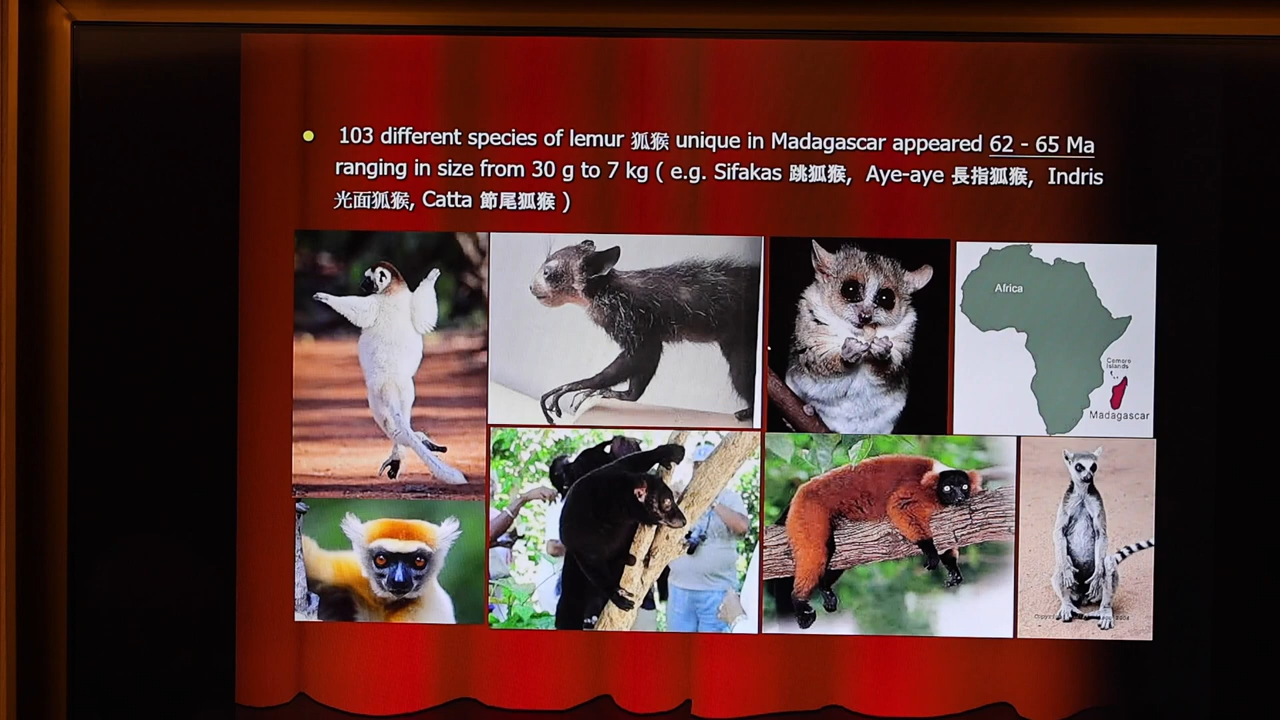 103 different species of lemur 狐猴 unique in Madagascar appeared 62 - 65 Ma
ranging in size from 30 g to 7 kg ( e.g. Sifakas 跳狐猴, Aye-aye 長指狐猴, Indris
光面狐猴, Catta 節尾狐猴 )
Africa
Comoro
Islands
Madagascar